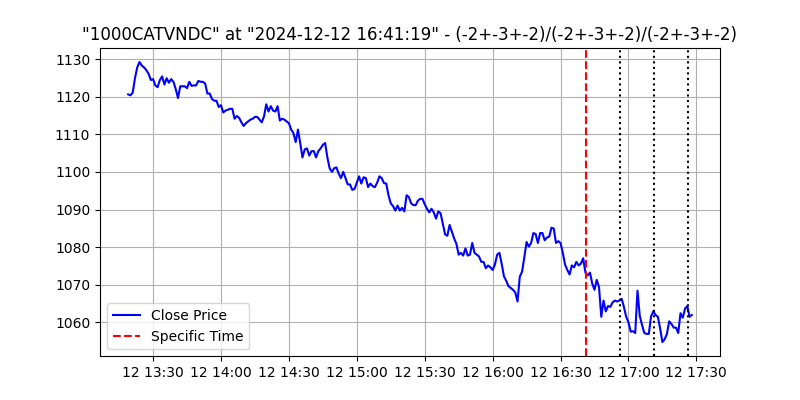 "1000CATVNDC" at "2024-12-12 16:41:19" - (-2+-3+-2)/(-2+-3+-2)/(-2+-3+-2)
1130
1120
1110
1100
1090
1080
1070
1060
Close Price
Specific Time
12 13:30 12 14:00 12 14:30 12 15:00 12 15:30 12 16:00 12 16:30 12 17:00 12 17:30